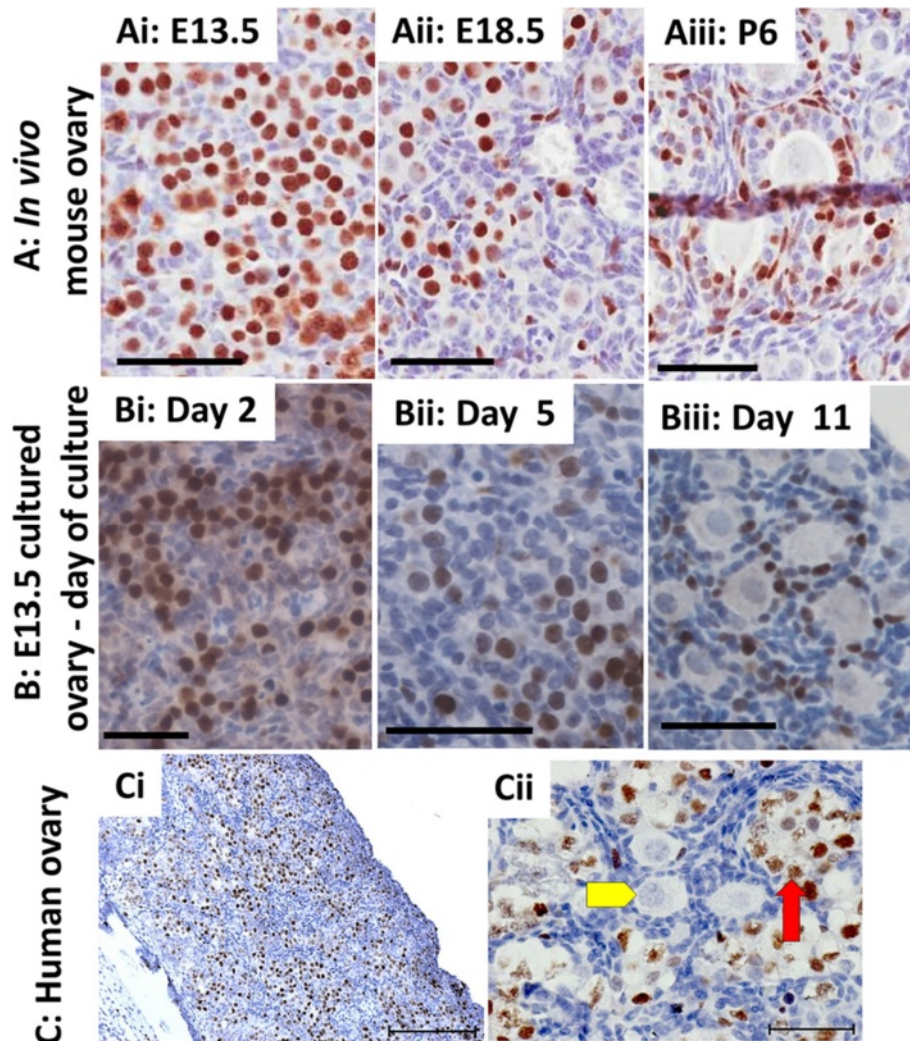 Ai: E13.5
Aii: E18.5
Aiii: P6
A: In vivo
mouse ovary
Bi: Day 2
Bii: Day 5
Biii: Day 11
B: E13.5 cultured
ovary - day of culture
Ci
Cii
C: Human ovary